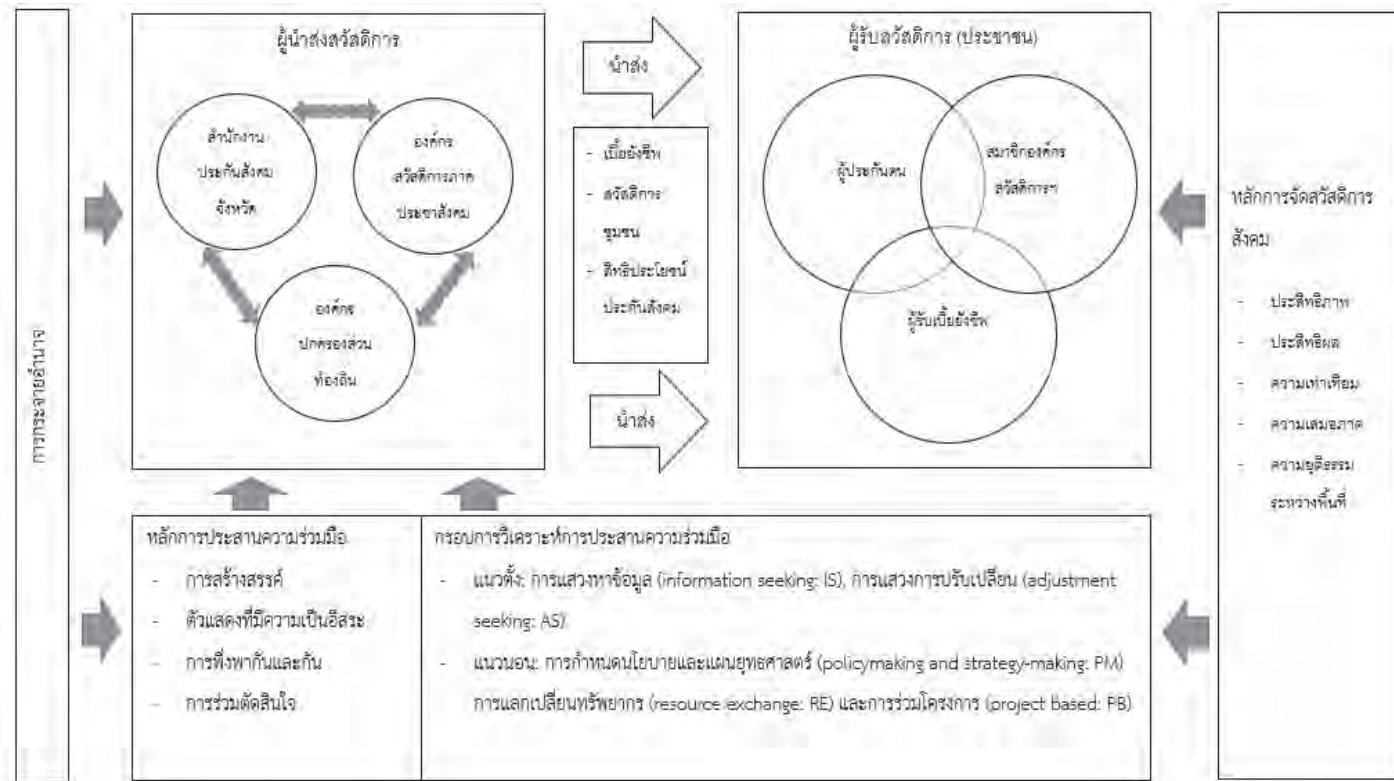 การกระจายอำนาจ
ผู้นำส่งสวัสดิการ
สำนักงาน
ประกันสังคม
จังหวัด
องค์กร
สวัสดิการภาค
ประชาสังคม
องค์กร
ปกครองส่วน
ท้องถิ่น
นำส่ง
- เบี้ยยังชีพ
- สวัสดิการ
ชุมชน
- สิทธิประโยชน์
ประกันสังคม
นำส่ง
ผู้รับสวัสดิการ (ประชาชน)
ผู้ประกันตน
สมาชิกองค์กร
สวัสดิการฯ
ผู้รับเบี้ยยังชีพ
หลักการจัดสวัสดิการ
สังคม
- ประสิทธิภาพ
- ประสิทธิผล
- ความเท่าเทียม
- ความเสมอภาค
- ความยุติธรรม
ระหว่างพื้นที่
หลักการประสานความร่วมมือ
- การสร้างสรรค์
- ตัวแสดงที่มีความเป็นอิสระ
- การพึ่งพากันและกัน
- การร่วมตัดสินใจ
กรอบการวิเคราะห์การประสานความร่วมมือ
- แนวตั้ง: การแสวงหาข้อมูล (information seeking: IS), การแสวงการปรับเปลี่ยน (adjustment
seeking: AS)
- แนวนอน: การกำหนดนโยบายและแผนยุทธศาสตร์ (policymaking and strategy-making: PM)
การแลกเปลี่ยนทรัพยากร (resource exchange: RE) และการร่วมโครงการ (project based: PB)